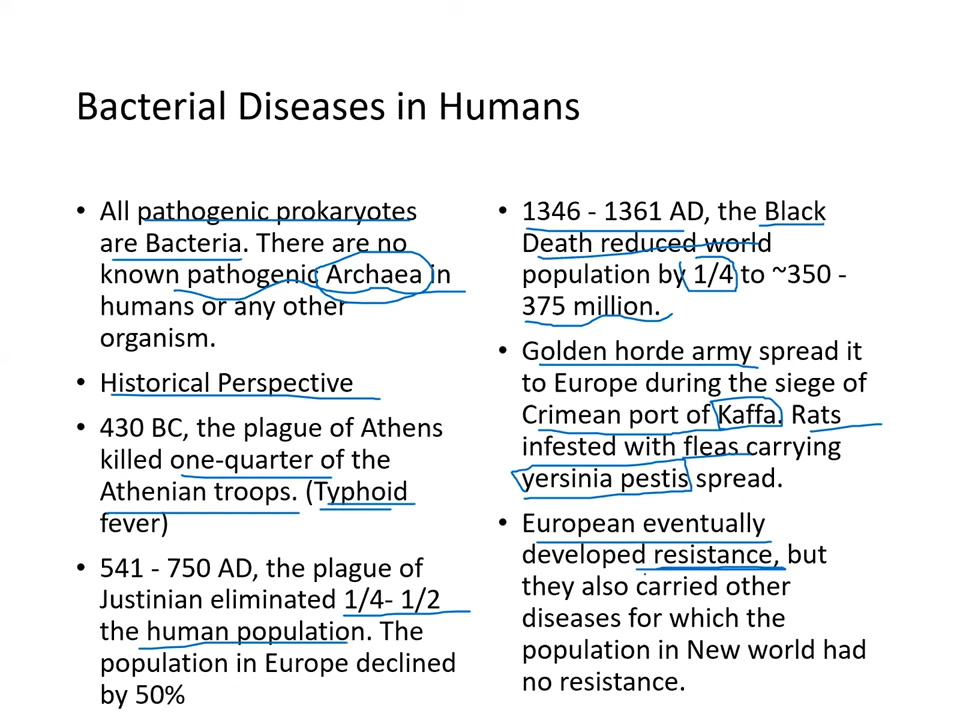 Bacterial Diseases in Humans
• All pathogenic prokaryotes
are Bacteria. There are no
known pathogenic Archaea in
humans or any other
organism.
• Historical Perspective
• 430 BC, the plague of Athens
killed one-quarter of the
Athenian troops. (Typhoid
fever)
• 541 - 750 AD, the plague of
Justinian eliminated 1/4- 1/2
the human population. The
population in Europe declined
by 50%
• 1346 - 1361 AD, the Black
Death reduced world
population by 1/4 to ~350 -
375 million.
• Golden horde army spread it
to Europe during the siege of
Crimean port of Kaffa. Rats
infested with fleas carrying
yersinia pestis spread.
• European eventually
developed resistance, but
they also carried other
diseases for which the
population in New world had
no resistance.